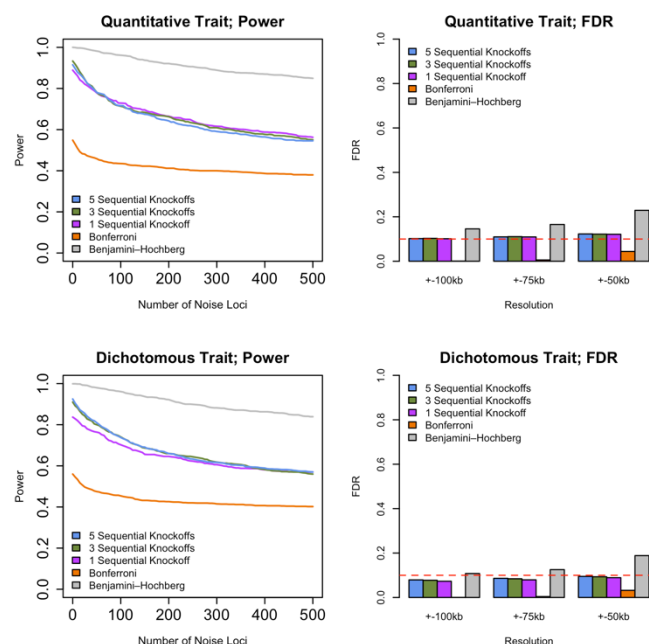 Quantitative Trait; Power
Power
0.0
0.2
0.4
0.6
0.8
1.0
5 Sequential Knockoffs
3 Sequential Knockoffs
1 Sequential Knockoff
Bonferroni
Benjamini–Hochberg
0
100
200
300
400
500
Number of Noise Loci
Quantitative Trait; FDR
FDR
0.0
0.2
0.4
0.6
0.8
1.0
5 Sequential Knockoffs
3 Sequential Knockoffs
1 Sequential Knockoff
Bonferroni
Benjamini–Hochberg
+-100kb
+-75kb
+-50kb
Resolution
Dichotomous Trait; Power
Power
0.0
0.2
0.4
0.6
0.8
1.0
5 Sequential Knockoffs
3 Sequential Knockoffs
1 Sequential Knockoff
Bonferroni
Benjamini–Hochberg
0
100
200
300
400
500
Number of Noise Loci
Dichotomous Trait; FDR
FDR
0.0
0.2
0.4
0.6
0.8
1.0
5 Sequential Knockoffs
3 Sequential Knockoffs
1 Sequential Knockoff
Bonferroni
Benjamini–Hochberg
+-100kb
+-75kb
+-50kb
Resolution